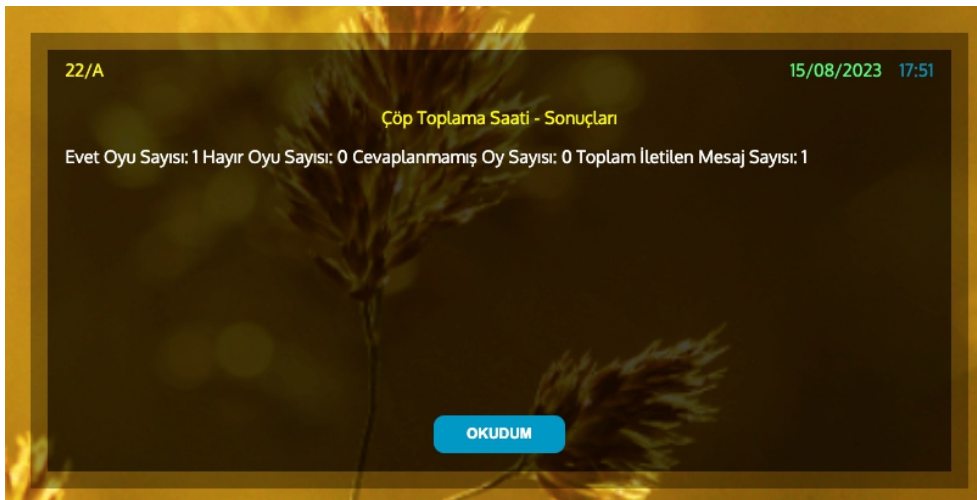 22/A 15/08/2023 17:51
Çöp Toplama Saati - Sonuçları
Evet Oyu Sayısı: 1 Hayır Oyu Sayısı: 0 Cevaplanmamış Oy Sayısı: 0 Toplam İletilen Mesaj Sayısı: 1
OKUDUM